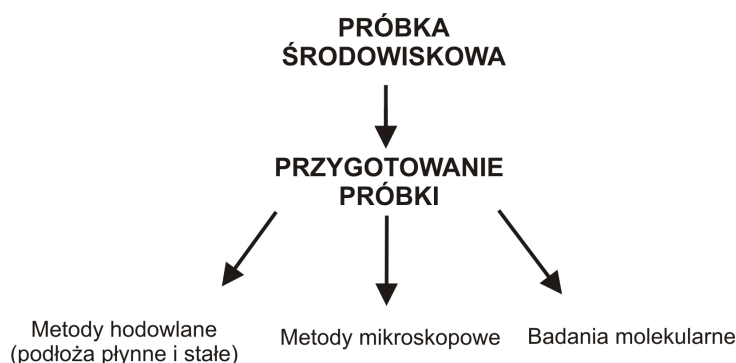 PRÓBKA
ŚRODOWISKOWA
PRZYGOTOWANIE
PRÓBKI
Metody hodowlane
(podłoża płynne i stałe)
Metody mikroskopowe
Badania molekularne